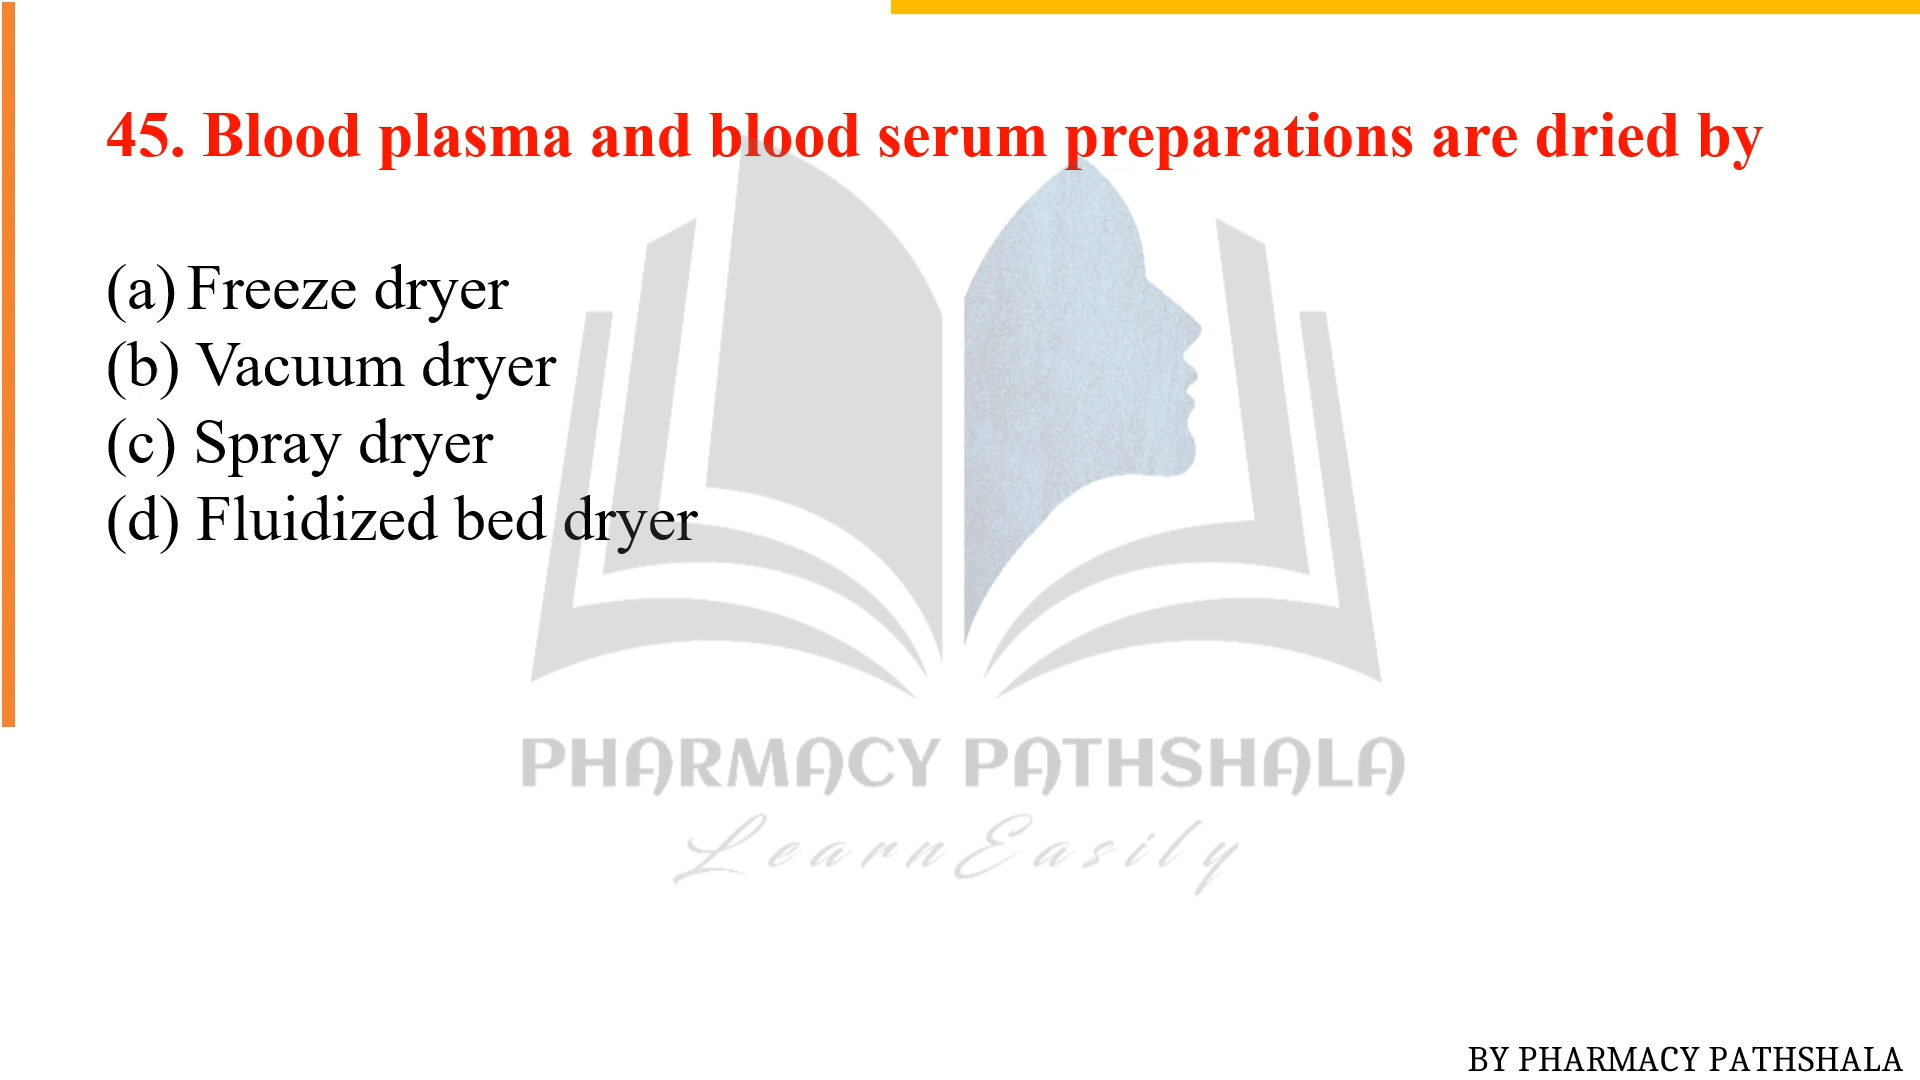 45. Blood plasma and blood serum preparations are dried by
(a) Freeze dryer
(b) Vacuum dryer
(c) Spray dryer
(d) Fluidized bed dryer
PHARMACY PATHSHALA
Learn Easily
BY PHARMACY PATHSHALA